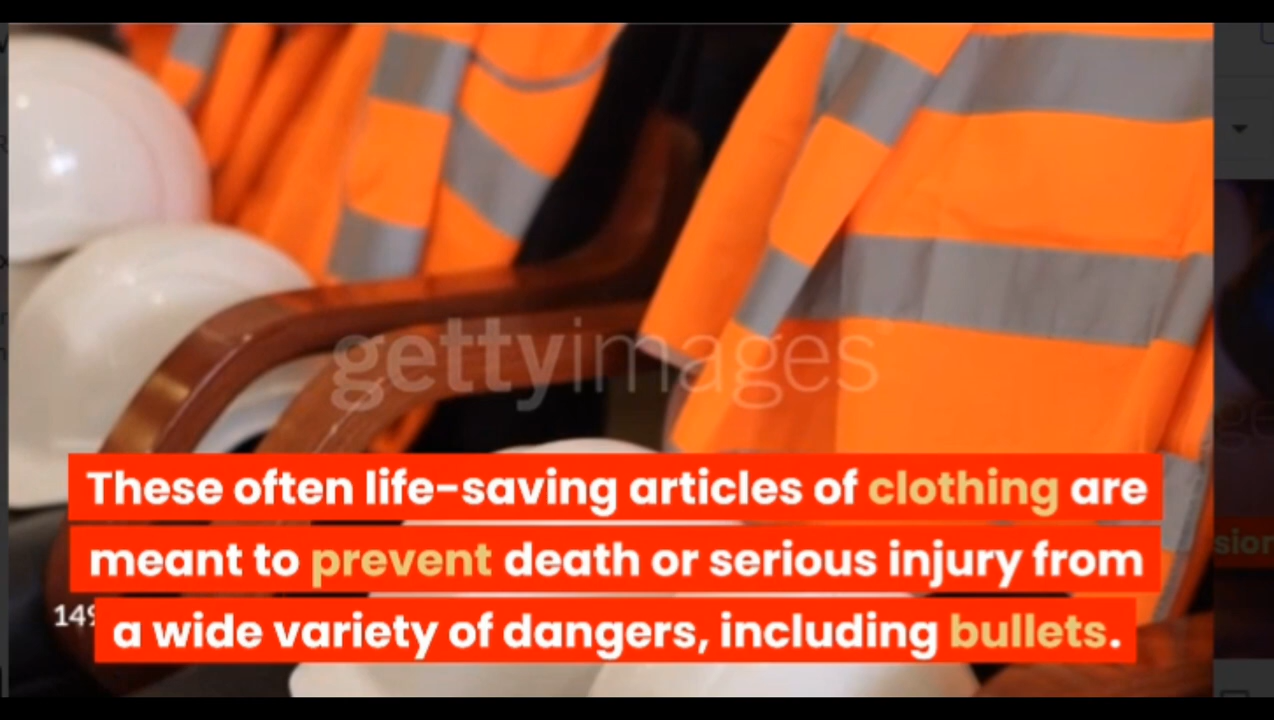 gettyimages
These often life-saving articles of clothing are
meant to prevent death or serious injury from
149
a wide variety of dangers, including bullets.